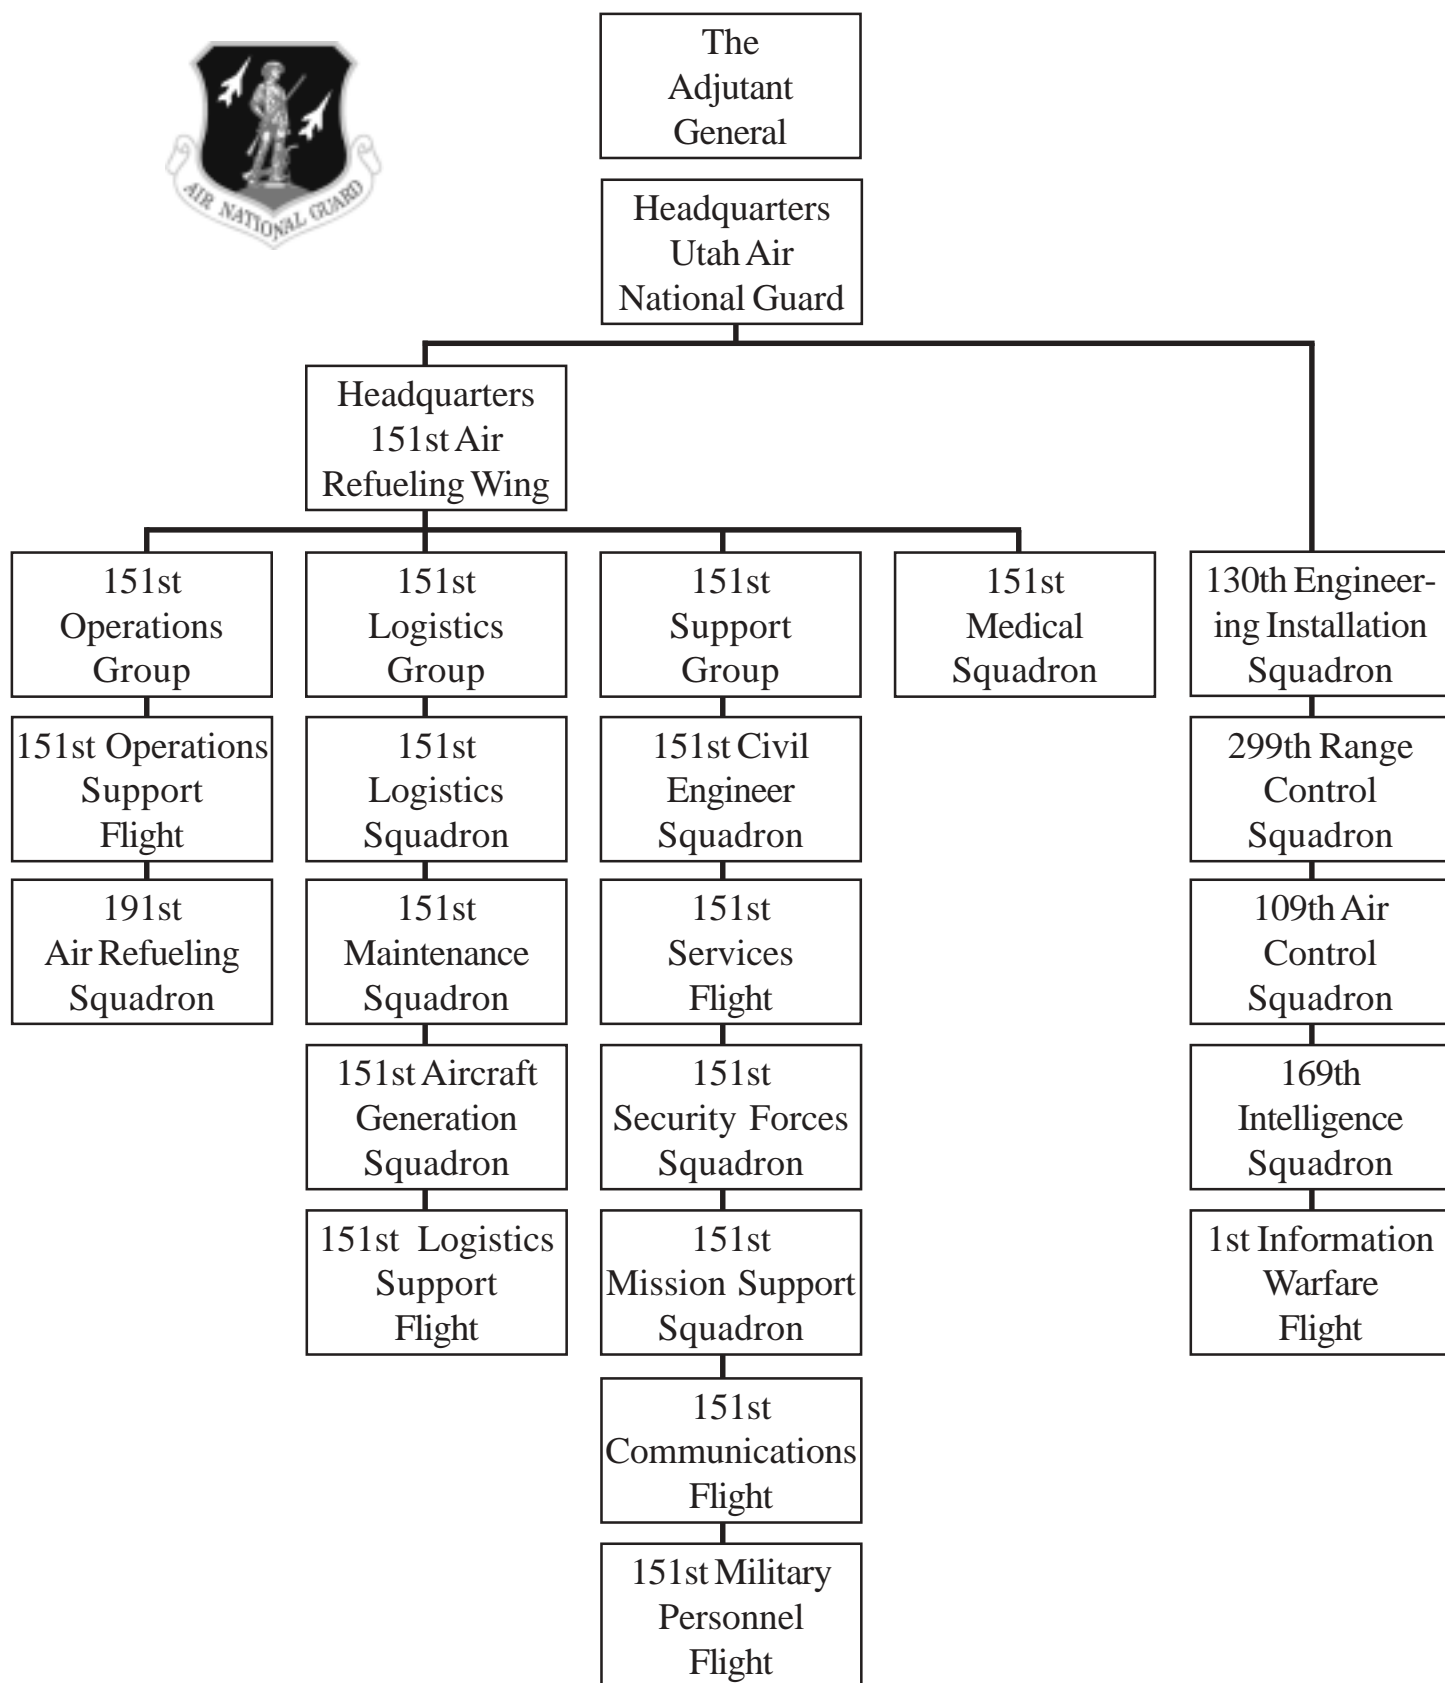 AIR NATIONAL GUARD
The
Adjutant
General
Headquarters
Utah Air
National Guard
Headquarters
151st Air
Refueling Wing
151st
Operations
Group
151st
Logistics
Group
151st
Support
Group
151st
Medical
Squadron
130th Engineer-
ing Installation
Squadron
151st Operations
Support
Flight
151st
Logistics
Squadron
151st Civil
Engineer
Squadron
299th Range
Control
Squadron
191st
Air Refueling
Squadron
151st
Maintenance
Squadron
151st
Services
Flight
109th Air
Control
Squadron
151st Aircraft
Generation
Squadron
151st
Security Forces
Squadron
169th
Intelligence
Squadron
151st Logistics
Support
Flight
151st
Mission Support
Squadron
1st Information
Warfare
Flight
151st
Communications
Flight
151st Military
Personnel
Flight